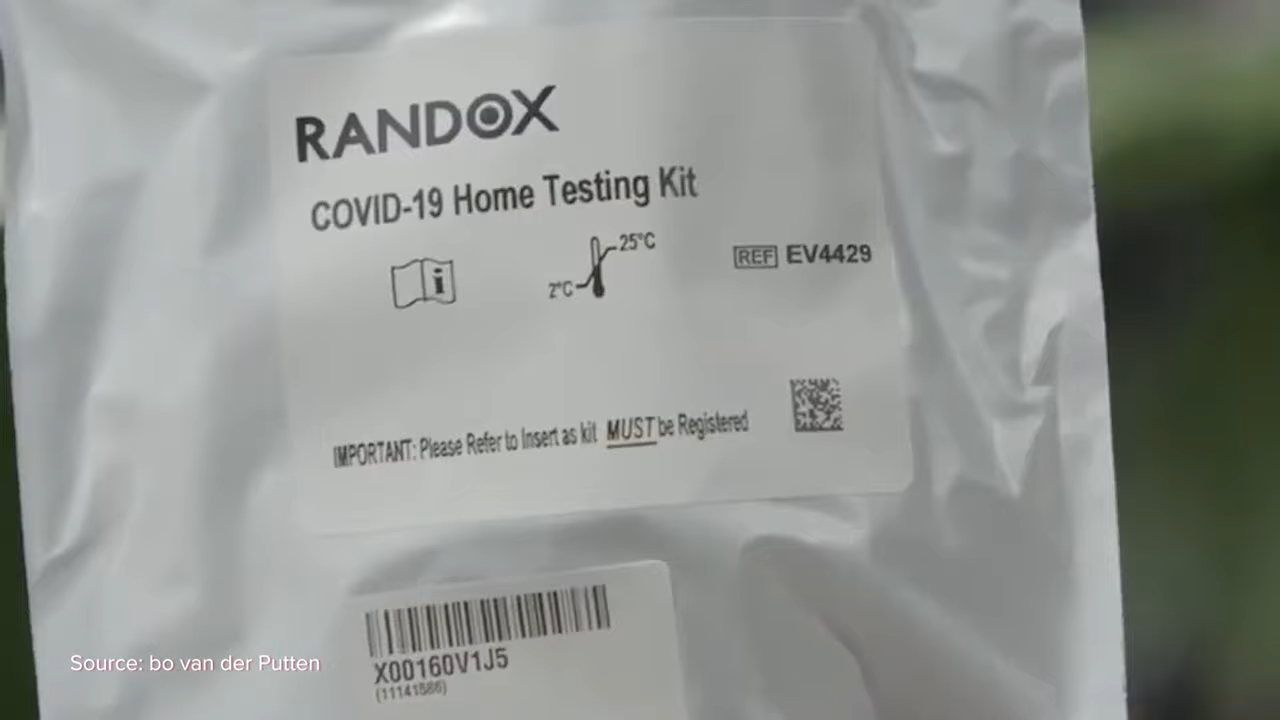 RANDOX
COVID-19 Home Testing Kit
25°C
2°C
REF EV4429
IMPORTANT: Please Refer to Insert as kit MUST be Registered
X00160V1J5
(11141586)
Source: bo van der Putten